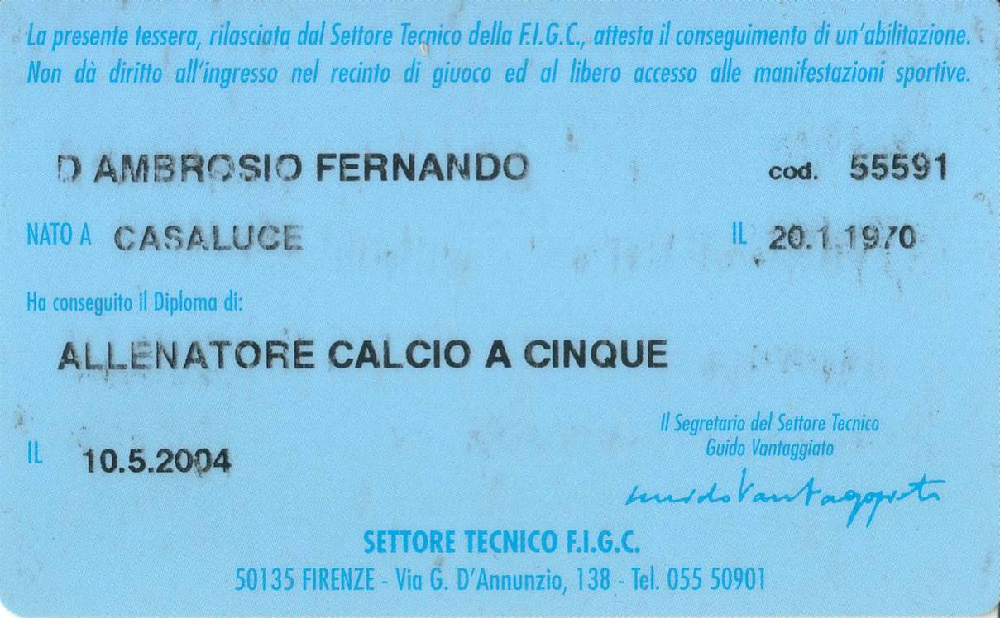 La presente tessera, rilasciata dal Settore Tecnico della F.I.G.C., attesta il conseguimento di un'abilitazione.
Non dà diritto all'ingresso nel recinto di giuoco ed al libero accesso alle manifestazioni sportive.
D AMBROSIO FERNANDO cod. 55591
NATO A CASALUCE IL 20.1.1970
Ha conseguito il Diploma di:
ALLENATORE CALCIO A CINQUE
Il Segretario del Settore Tecnico
Guido Vantaggiato
IL 10.5.2004
Guido Vantaggiato
SETTORE TECNICO F.I.G.C.
50135 FIRENZE - Via G. D'Annunzio, 138 - Tel. 055 50901